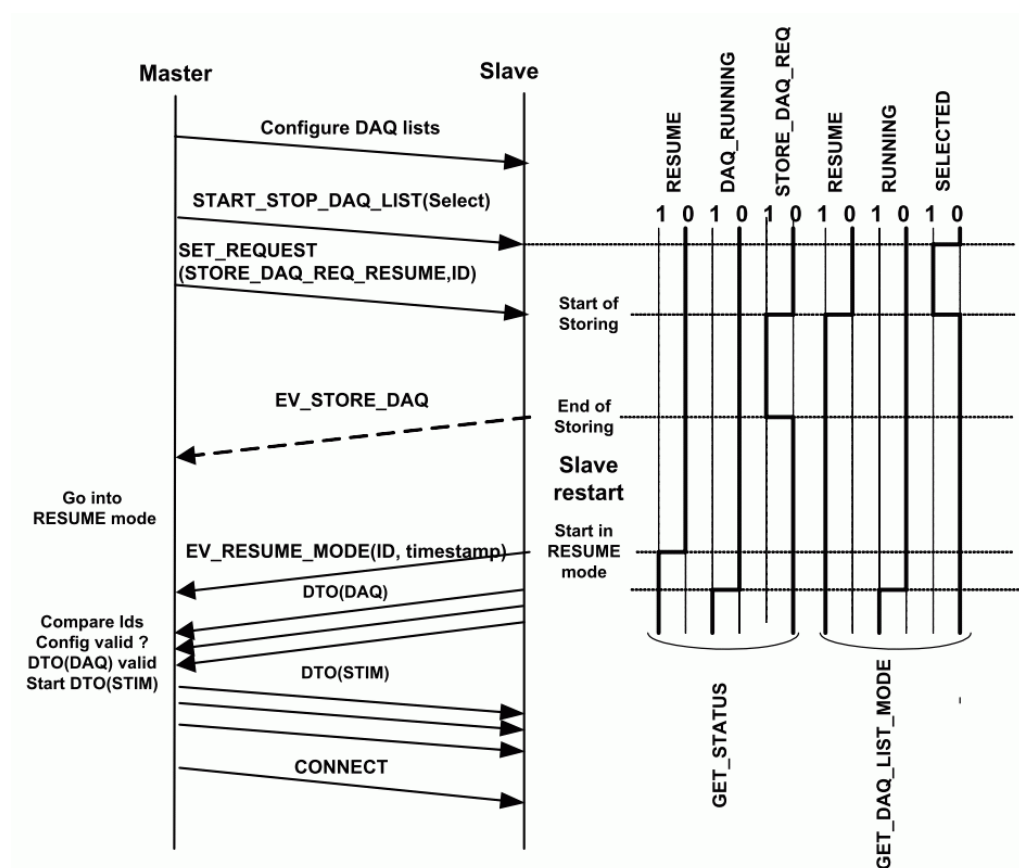 Master
Slave
RESUME
DAQ_RUNNING
STORE_DAQ_REQ
RESUME
RUNNING
SELECTED
1 0 1 0 1 0 1 0 1 0 1 0
Configure DAQ lists
START_STOP_DAQ_LIST(Select)
SET_REQUEST
(STORE_DAQ_REQ_RESUME,ID)
Start of
Storing
EV_STORE_DAQ
End of
Storing
Slave
restart
Go into
RESUME mode
Start in
RESUME
mode
EV_RESUME_MODE(ID, timestamp)
DTO(DAQ)
Compare Ids
Config valid ?
DTO(DAQ) valid
Start DTO(STIM)
DTO(STIM)
CONNECT
GET_STATUS
GET_DAQ_LIST_MODE